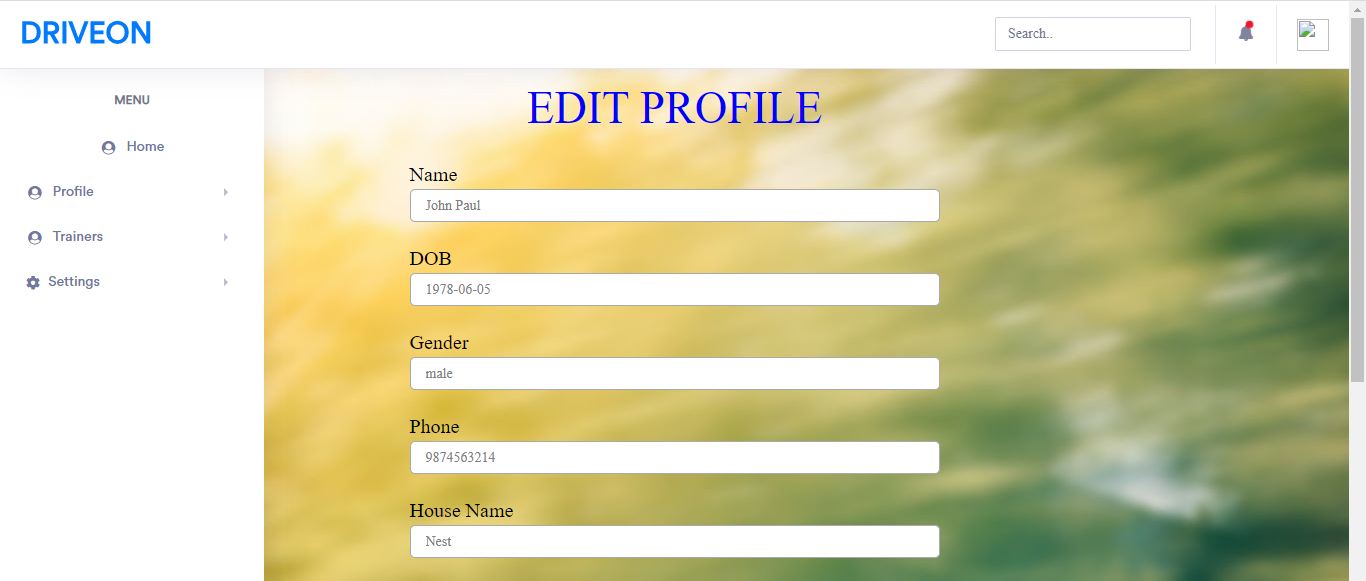 DRIVEON
Search..
MENU
Home
Profile
Trainers
Settings
EDIT PROFILE
Name
John Paul
DOB
1978-06-05
Gender
male
Phone
9874563214
House Name
Nest